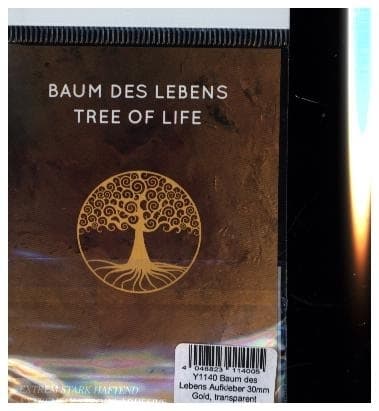 BAUM DES LEBENS
TREE OF LIFE
EXTREM STARK HAFTEND
4 046823 114005
Y1140 Baum des
Lebens Aufkleber 30mm
Gold, transparent